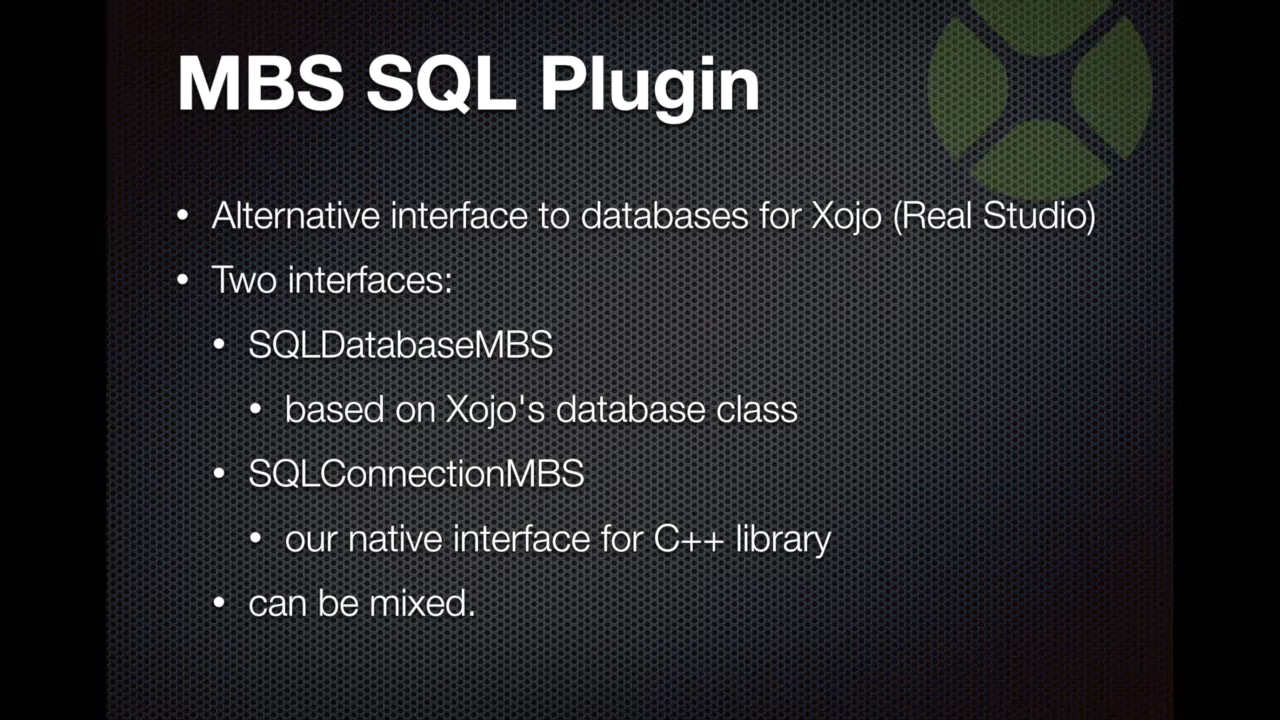 MBS SQL Plugin
• Alternative interface to databases for Xojo (Real Studio)
• Two interfaces:
• SQLDatabaseMBS
• based on Xojo's database class
• SQLConnectionMBS
• our native interface for C++ library
• can be mixed.